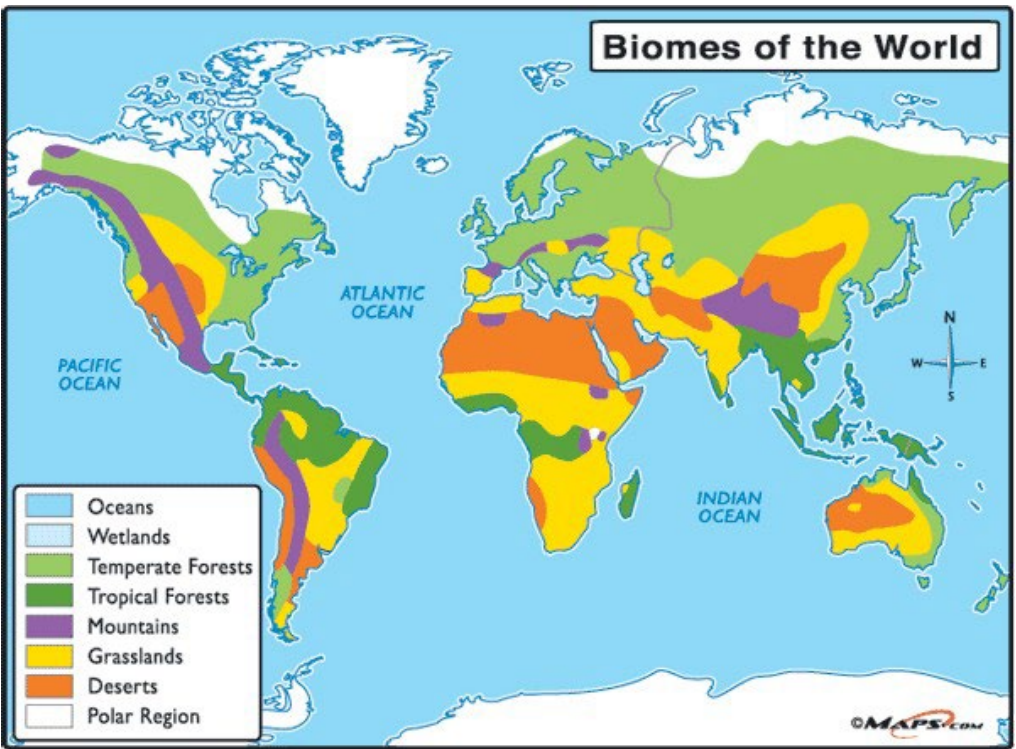 Biomes of the World
ATLANTIC
OCEAN
PACIFIC
OCEAN
N
W
E
S
INDIAN
OCEAN
Oceans
Wetlands
Temperate Forests
Tropical Forests
Mountains
Grasslands
Deserts
Polar Region
©MAPS.COM